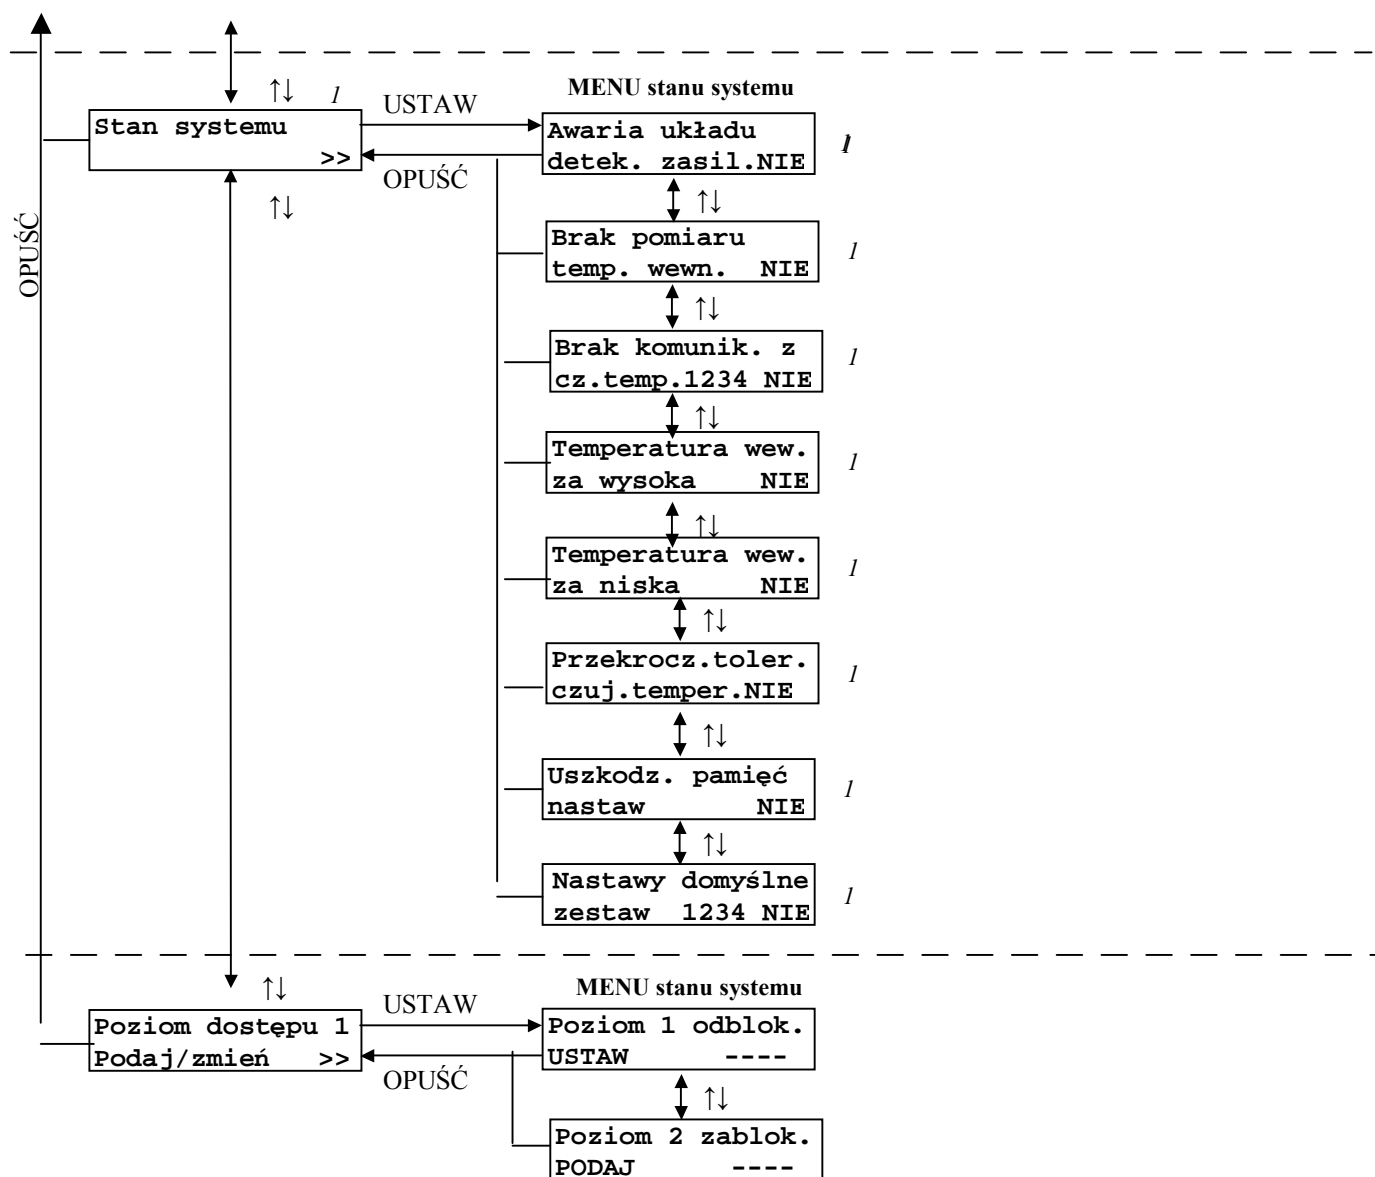 ↑↓ 1
MENU stanu systemu
USTAW
Stan systemu
>>
OPUŚĆ
↑↓
Awaria układu
detek. zasil.NIE
1
↑↓
Brak pomiaru
temp. wewn. NIE
1
↑↓
Brak komunik. z
cz.temp.1234 NIE
1
↑↓
Temperatura wew.
za wysoka NIE
1
↑↓
Temperatura wew.
za niska NIE
1
↑↓
Przekrocz.toler.
czuj.temper.NIE
1
↑↓
Uszkodz. pamięć
nastaw NIE
1
↑↓
Nastawy domyślne
zestaw 1234 NIE
1
OPUŚĆ
↑↓
MENU stanu systemu
USTAW
Poziom dostępu 1
Podaj/zmień >>
OPUŚĆ
Poziom 1 odblok.
USTAW ----
↑↓
Poziom 2 zablok.
PODAJ ----